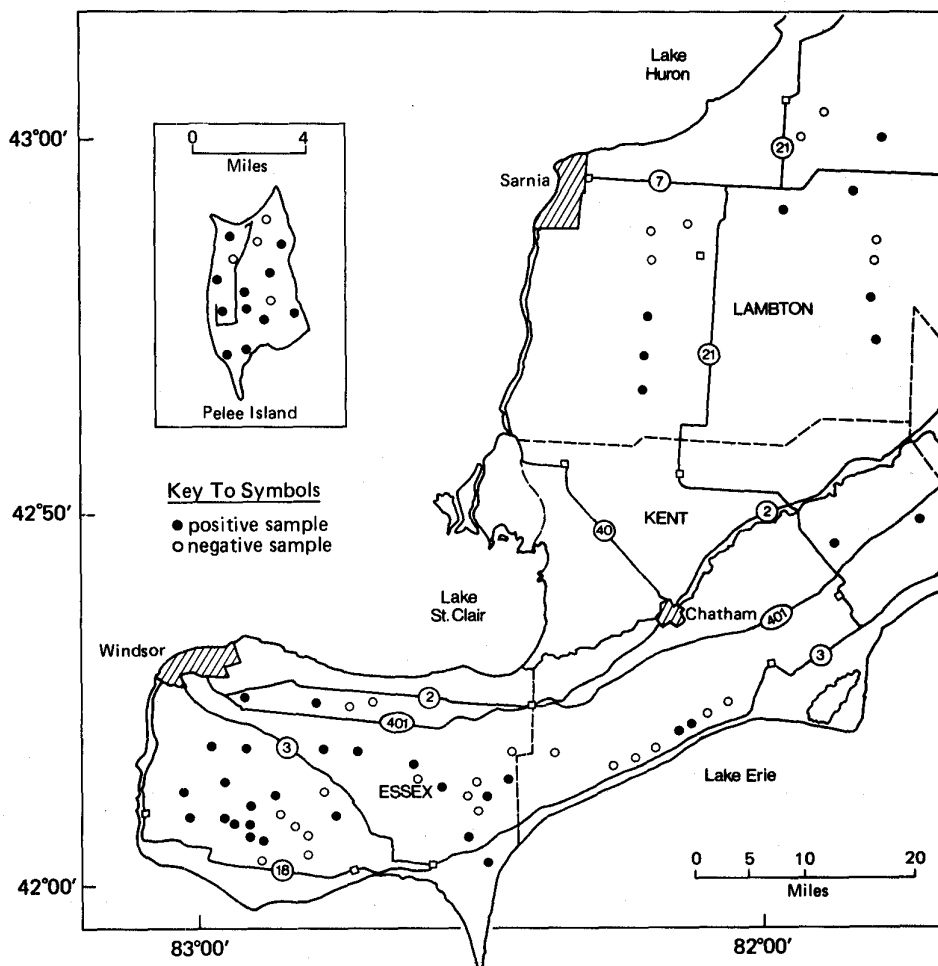 Lake
Huron
43°00'
0 4
Miles
21
Sarnia
7
LAMBTON
21
Pelee Island
Key To Symbols
42°50'
2
positive sample
KENT
negative sample
40
Lake
St. Clair
Chatham
401
Windsor
3
2
401
3
Lake Erie
ESSEX
0 5 10 20
18
Miles
42°00'
83°00'
82°00'